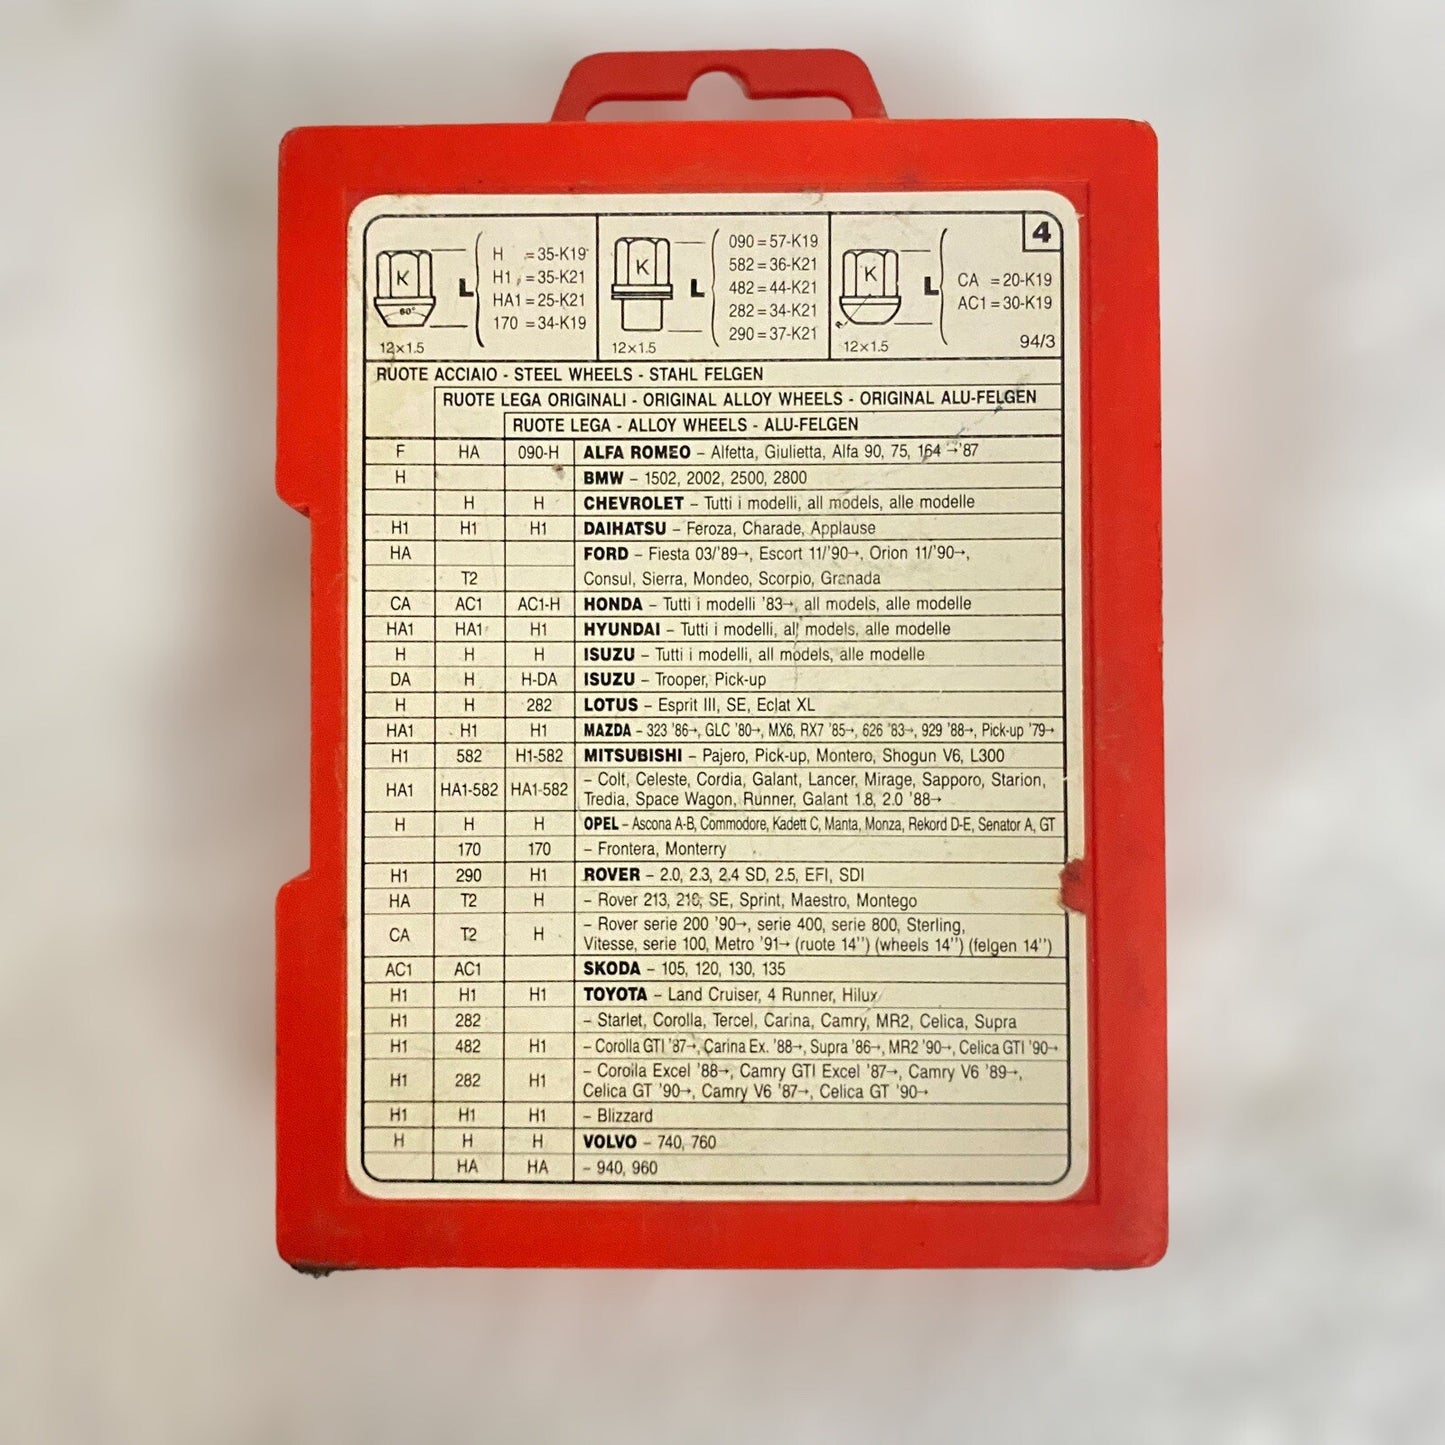 4
K
60°
12×1.5
L
H =35-K19
H1 =35-K21
HA1=25-K21
170 =34-K19
K
12×1.5
L
090=57-K19
582=36-K21
482=44-K21
282=34-K21
290=37-K21
K
12×1.5
L
CA =20-K19
AC1=30-K19
94/3
RUOTE ACCIAIO - STEEL WHEELS - STAHL FELGEN
RUOTE LEGA ORIGINALI - ORIGINAL ALLOY WHEELS - ORIGINAL ALU-FELGEN
RUOTE LEGA - ALLOY WHEELS - ALU-FELGEN
F HA 090-H ALFA ROMEO – Alfetta, Giulietta, Alfa 90, 75, 164 →'87
H BMW – 1502, 2002, 2500, 2800
H H CHEVROLET – Tutti i modelli, all models, alle modelle
H1 H1 H1 DAIHATSU – Feroza, Charade, Applause
HA FORD – Fiesta 03/'89→, Escort 11/'90→, Orion 11/'90→,
T2 Consul, Sierra, Mondeo, Scorpio, Granada
CA AC1 AC1-H HONDA – Tutti i modelli '83→, all models, alle modelle
HA1 HA1 H1 HYUNDAI – Tutti i modelli, all models, alle modelle
H H H ISUZU – Tutti i modelli, all models, alle modelle
DA H H-DA ISUZU – Trooper, Pick-up
H H 282 LOTUS – Esprit III, SE, Eclat XL
HA1 H1 H1 MAZDA – 323 '86→, GLC '80→, MX6, RX7 '85→, 626 '83→, 929 '88→, Pick-up '79→
H1 582 H1-582 MITSUBISHI – Pajero, Pick-up, Montero, Shogun V6, L300
HA1 HA1-582 HA1-582 – Colt, Celeste, Cordia, Galant, Lancer, Mirage, Sapporo, Starion,
Tredia, Space Wagon, Runner, Galant 1.8, 2.0 '88→
H H H OPEL – Ascona A-B, Commodore, Kadett C, Manta, Monza, Rekord D-E, Senator A, GT
170 170 – Frontera, Monterry
H1 290 H1 ROVER – 2.0, 2.3, 2.4 SD, 2.5, EFI, SDI
HA T2 H – Rover 213, 216, SE, Sprint, Maestro, Montego
CA T2 H – Rover serie 200 '90→, serie 400, serie 800, Sterling,
Vitesse, serie 100, Metro '91→ (ruote 14'') (wheels 14'') (felgen 14'')
AC1 AC1 SKODA – 105, 120, 130, 135
H1 H1 H1 TOYOTA – Land Cruiser, 4 Runner, Hilux
H1 282 – Starlet, Corolla, Tercel, Carina, Camry, MR2, Celica, Supra
H1 482 H1 – Corolla GTI '87→, Carina Ex. '88→, Supra '86→, MR2 '90→, Celica GTI '90→
H1 282 H1 – Corolla Excel '88→, Camry GTI Excel '87→, Camry V6 '89→,
Celica GT '90→, Camry V6 '87→, Celica GT '90→
H1 H1 H1 – Blizzard
H H H VOLVO – 740, 760
HA HA – 940, 960